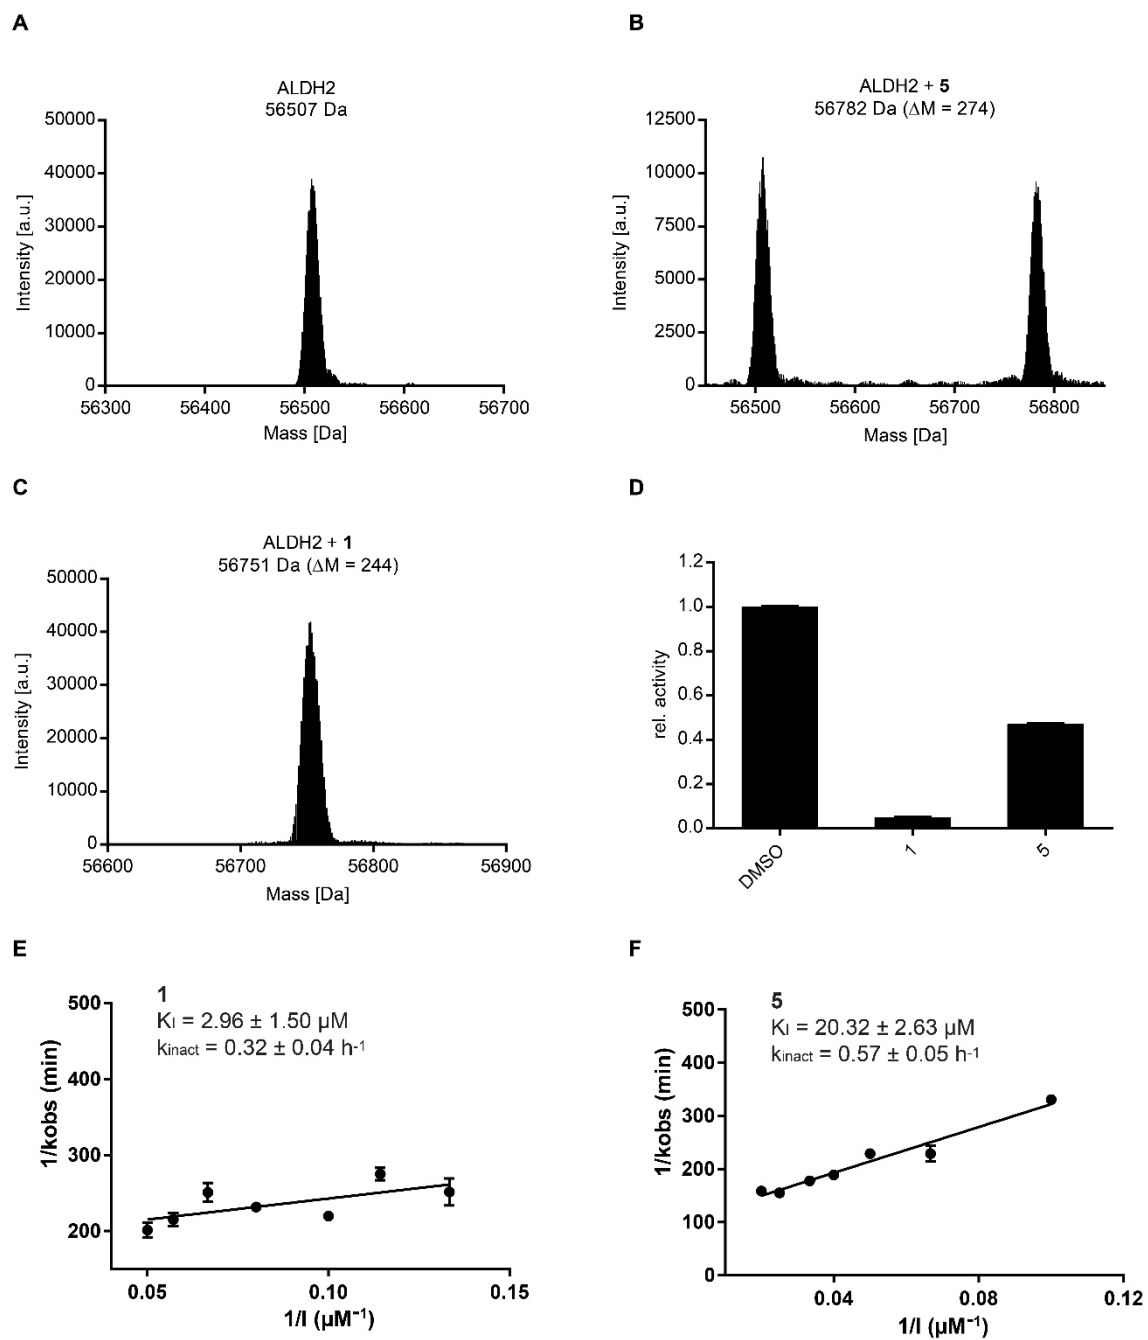 A
ALDH2
56507 Da
50000
40000
30000
20000
10000
0
Intensity [a.u.]
56300 56400 56500 56600 56700
Mass [Da]
B
ALDH2 + 5
56782 Da (ΔM = 274)
12500
10000
7500
5000
2500
0
Intensity [a.u.]
56500 56600 56700 56800
Mass [Da]
C
ALDH2 + 1
56751 Da (ΔM = 244)
50000
40000
30000
20000
10000
0
Intensity [a.u.]
56600 56700 56800 56900
Mass [Da]
D
1.2
1.0
0.8
0.6
0.4
0.2
0.0
rel. activity
DMSO 1 5
E
1
KI = 2.96 ± 1.50 μM
kinact = 0.32 ± 0.04 h-1
500
400
300
200
1/kobs (min)
0.05 0.10 0.15
1/I (μM⁻¹)
F
5
KI = 20.32 ± 2.63 μM
kinact = 0.57 ± 0.05 h-1
500
400
300
200
100
0
1/kobs (min)
0.04 0.08 0.12
1/I (μM⁻¹)